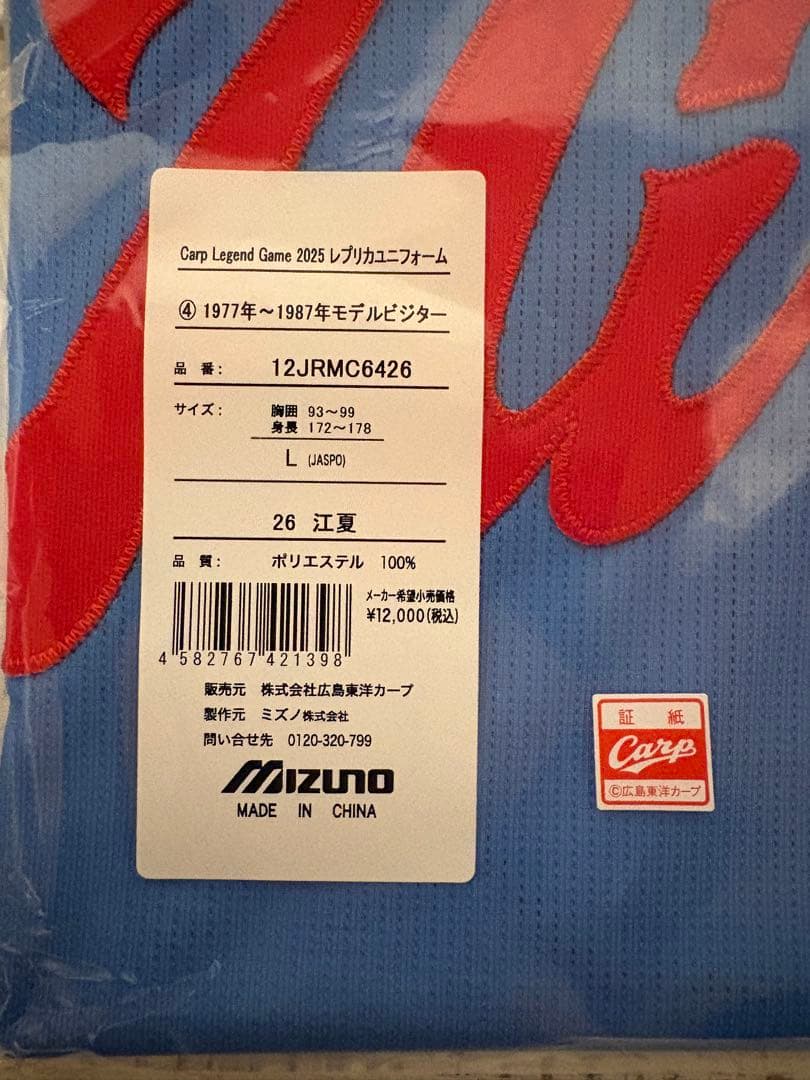 Carp Legend Game 2025 レプリカユニフォーム
④ 1977年～1987年モデルビジター
品 番: 12JRMC6426
サイズ: 胸囲 93～99
身長 172～178
L (JASPO)
26 江夏
品 質: ポリエステル 100%
メーカー希望小売価格
¥12,000(税込)
4 582767 421398
販売元 株式会社広島東洋カープ
製作元 ミズノ株式会社
問い合せ先 0120-320-799
MIZUNO
MADE IN CHINA
証 紙
Carp
©広島東洋カープ